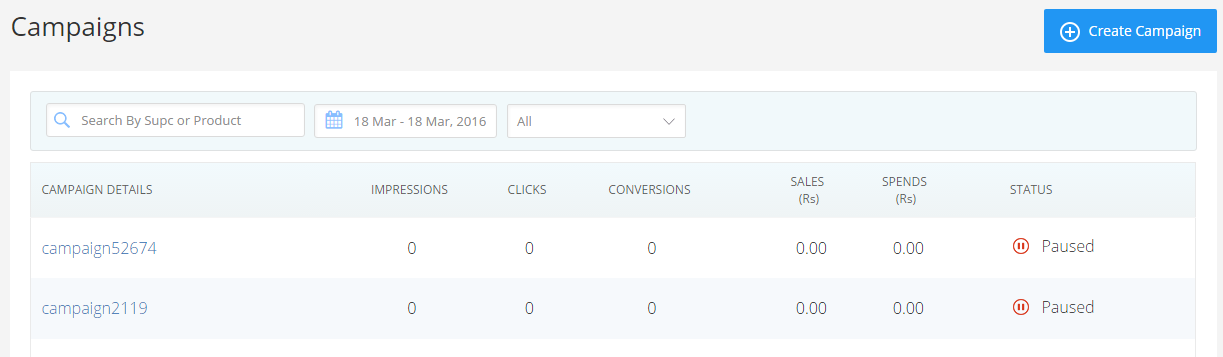 Campaigns
Create Campaign
Search By Supc or Product
18 Mar - 18 Mar, 2016
All
CAMPAIGN DETAILS IMPRESSIONS CLICKS CONVERSIONS SALES (Rs) SPENDS (Rs) STATUS
campaign52674 0 0 0 0.00 0.00 Paused
campaign2119 0 0 0 0.00 0.00 Paused